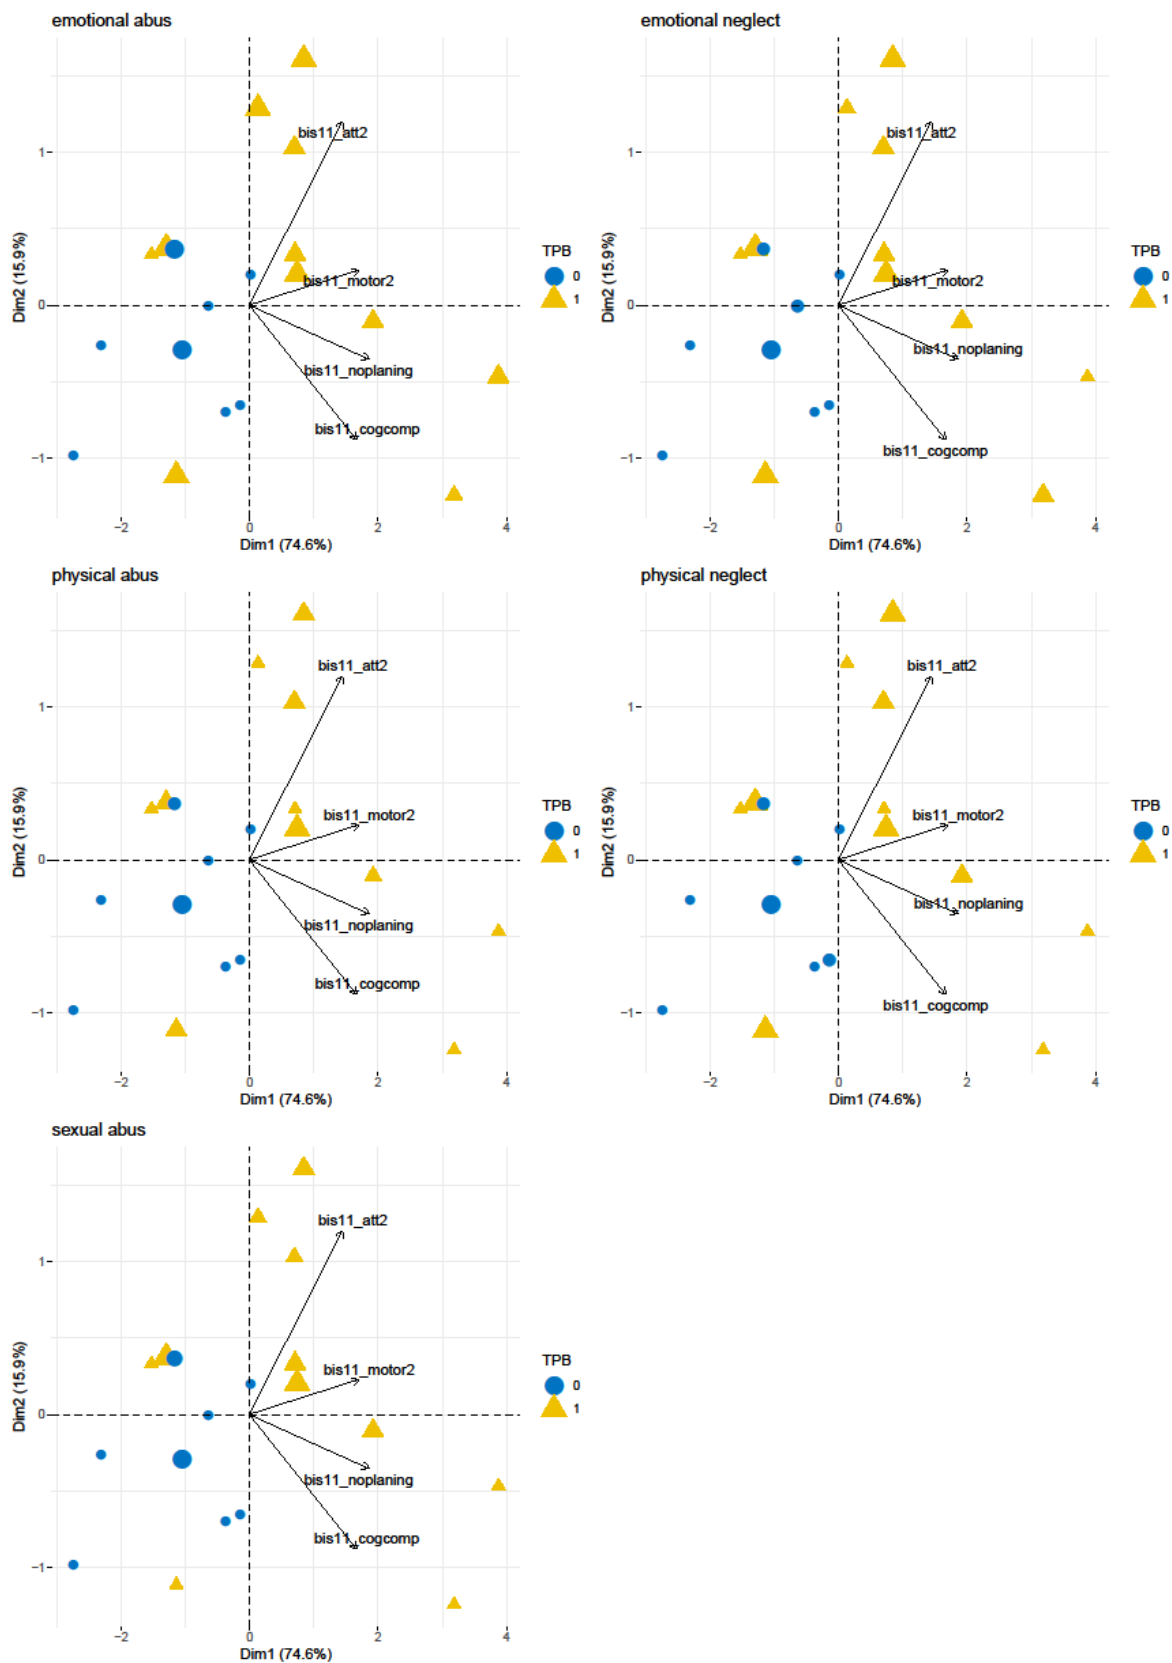 emotional abus
1
0
−1
−2
0
2
4
Dim2 (15.9%)
Dim1 (74.6%)
bis11_att2
bis11_motor2
bis11_noplaning
bis11_cogcomp
TPB
0
1
emotional neglect
1
0
−1
−2
0
2
4
Dim2 (15.9%)
Dim1 (74.6%)
bis11_att2
bis11_motor2
bis11_noplaning
bis11_cogcomp
TPB
0
1
physical abus
1
0
−1
−2
0
2
4
Dim2 (15.9%)
Dim1 (74.6%)
bis11_att2
bis11_motor2
bis11_noplaning
bis11_cogcomp
TPB
0
1
physical neglect
1
0
−1
−2
0
2
4
Dim2 (15.9%)
Dim1 (74.6%)
bis11_att2
bis11_motor2
bis11_noplaning
bis11_cogcomp
TPB
0
1
sexual abus
1
0
−1
−2
0
2
4
Dim2 (15.9%)
Dim1 (74.6%)
bis11_att2
bis11_motor2
bis11_noplaning
bis11_cogcomp
TPB
0
1